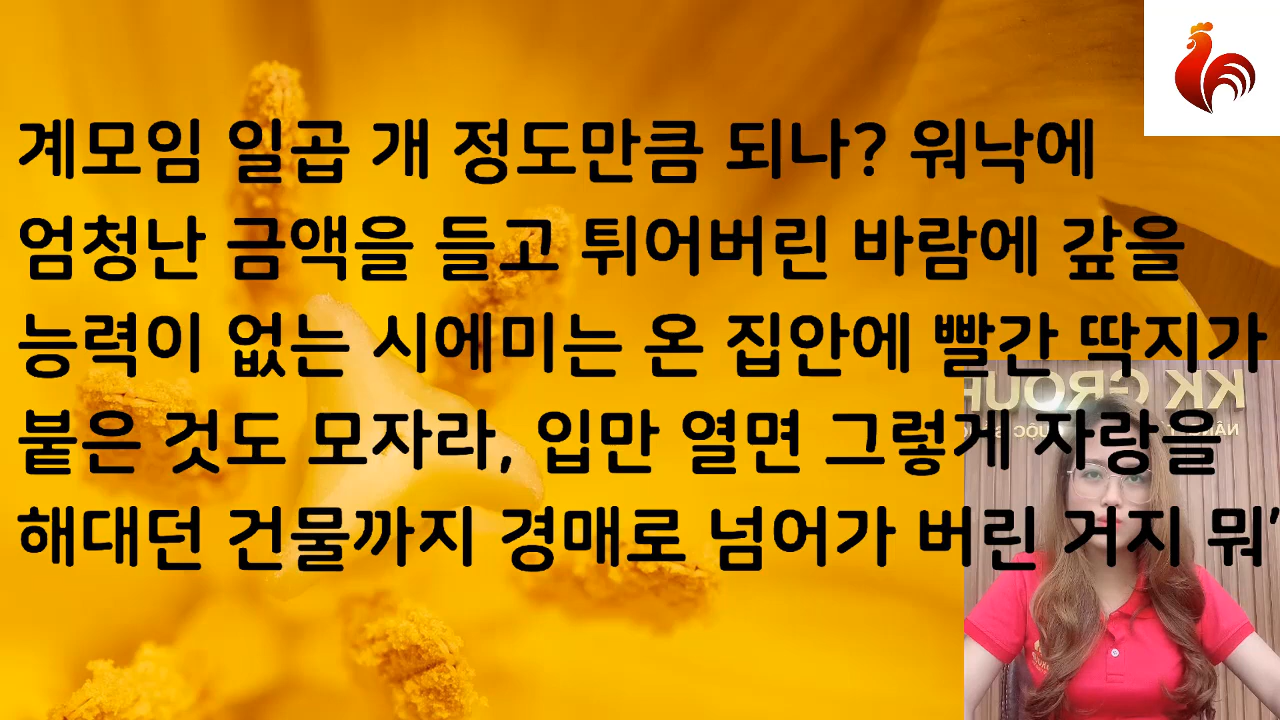 계모임 일곱 개 정도만큼 되나? 워낙에
엄청난 금액을 들고 튀어버린 바람에 갚을
능력이 없는 시에미는 온 집안에 빨간 딱지가
붙은 것도 모자라, 입만 열면 그렇게 자랑을
해대던 건물까지 경매로 넘어가 버린 거지 뭐
KK GROUP